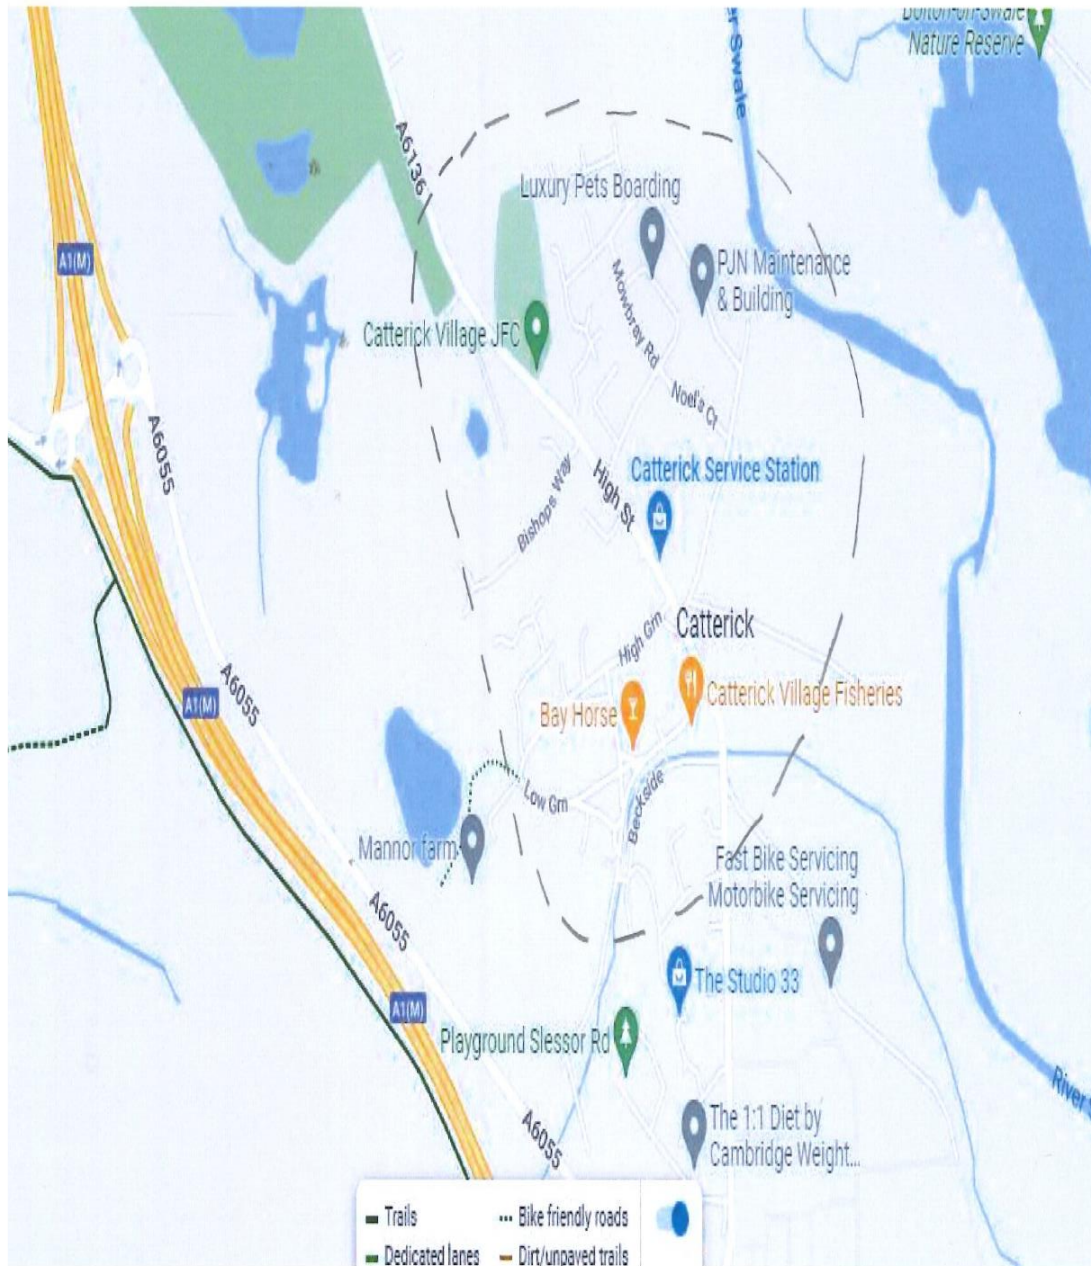 Bolton-on-Swale
Nature Reserve
er Swale
A6136
Luxury Pets Boarding
PJN Maintenance
& Building
A1(M)
Mowbray Rd
Catterick Village JFC
Noel's Ct
A6055
Bishops Way
High St
Catterick Service Station
High Grn
Catterick
A6055
A1(M)
Bay Horse
Catterick Village Fisheries
Low Grn
Beckside
Mannor farm
Fast Bike Servicing
Motorbike Servicing
A6055
The Studio 33
A1(M)
Playground Slessor Rd
River S
The 1:1 Diet by
Cambridge Weight...
A6055
Trails
Bike friendly roads
Dedicated lanes
Dirt/unpaved trails